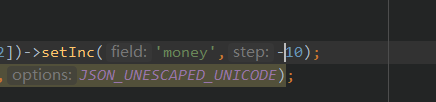 2])->setInc( field: 'money', step: -10);
, options: JSON_UNESCAPED_UNICODE);